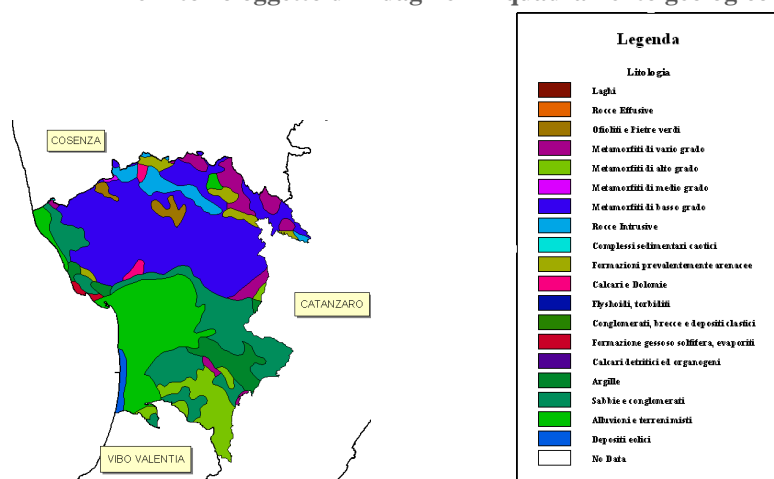 oggetto
Legenda
Litologia
Laghi
Rocce Effusive
Ofioliti e Pietre verdi
Metamorfiti di vario grado
Metamorfiti di alto grado
Metamorfiti di medio grado
Metamorfiti di basso grado
Rocce Intrusive
Complessi sedimentari caotici
Formazioni prevalentemente arenacee
Calcari e Dolomie
Flyshoidi, torbiditi
Conglomerati, brecce e depositi clastici
Formazione gessoso solfifera, evaporiti
Calcari detritici ed organogeni
Argille
Sabbie e conglomerati
Alluvioni e terreni misti
Depositi eolici
No Data
COSENZA
CATANZARO
VIBO VALENTIA